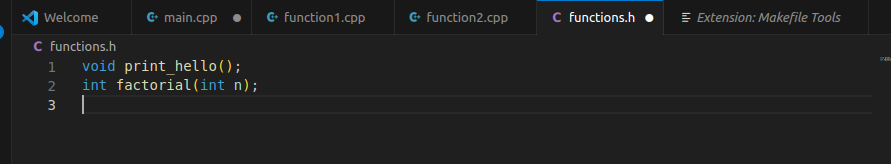 Welcome main.cpp function1.cpp function2.cpp functions.h Extension: Makefile Tools
functions.h
1 void print_hello();
2 int factorial(int n);
3